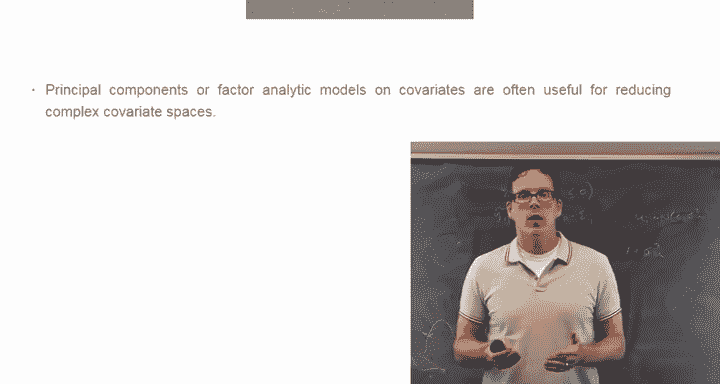 · Principal components or factor analytic models on covariates are often useful for reducing
complex covariate spaces.